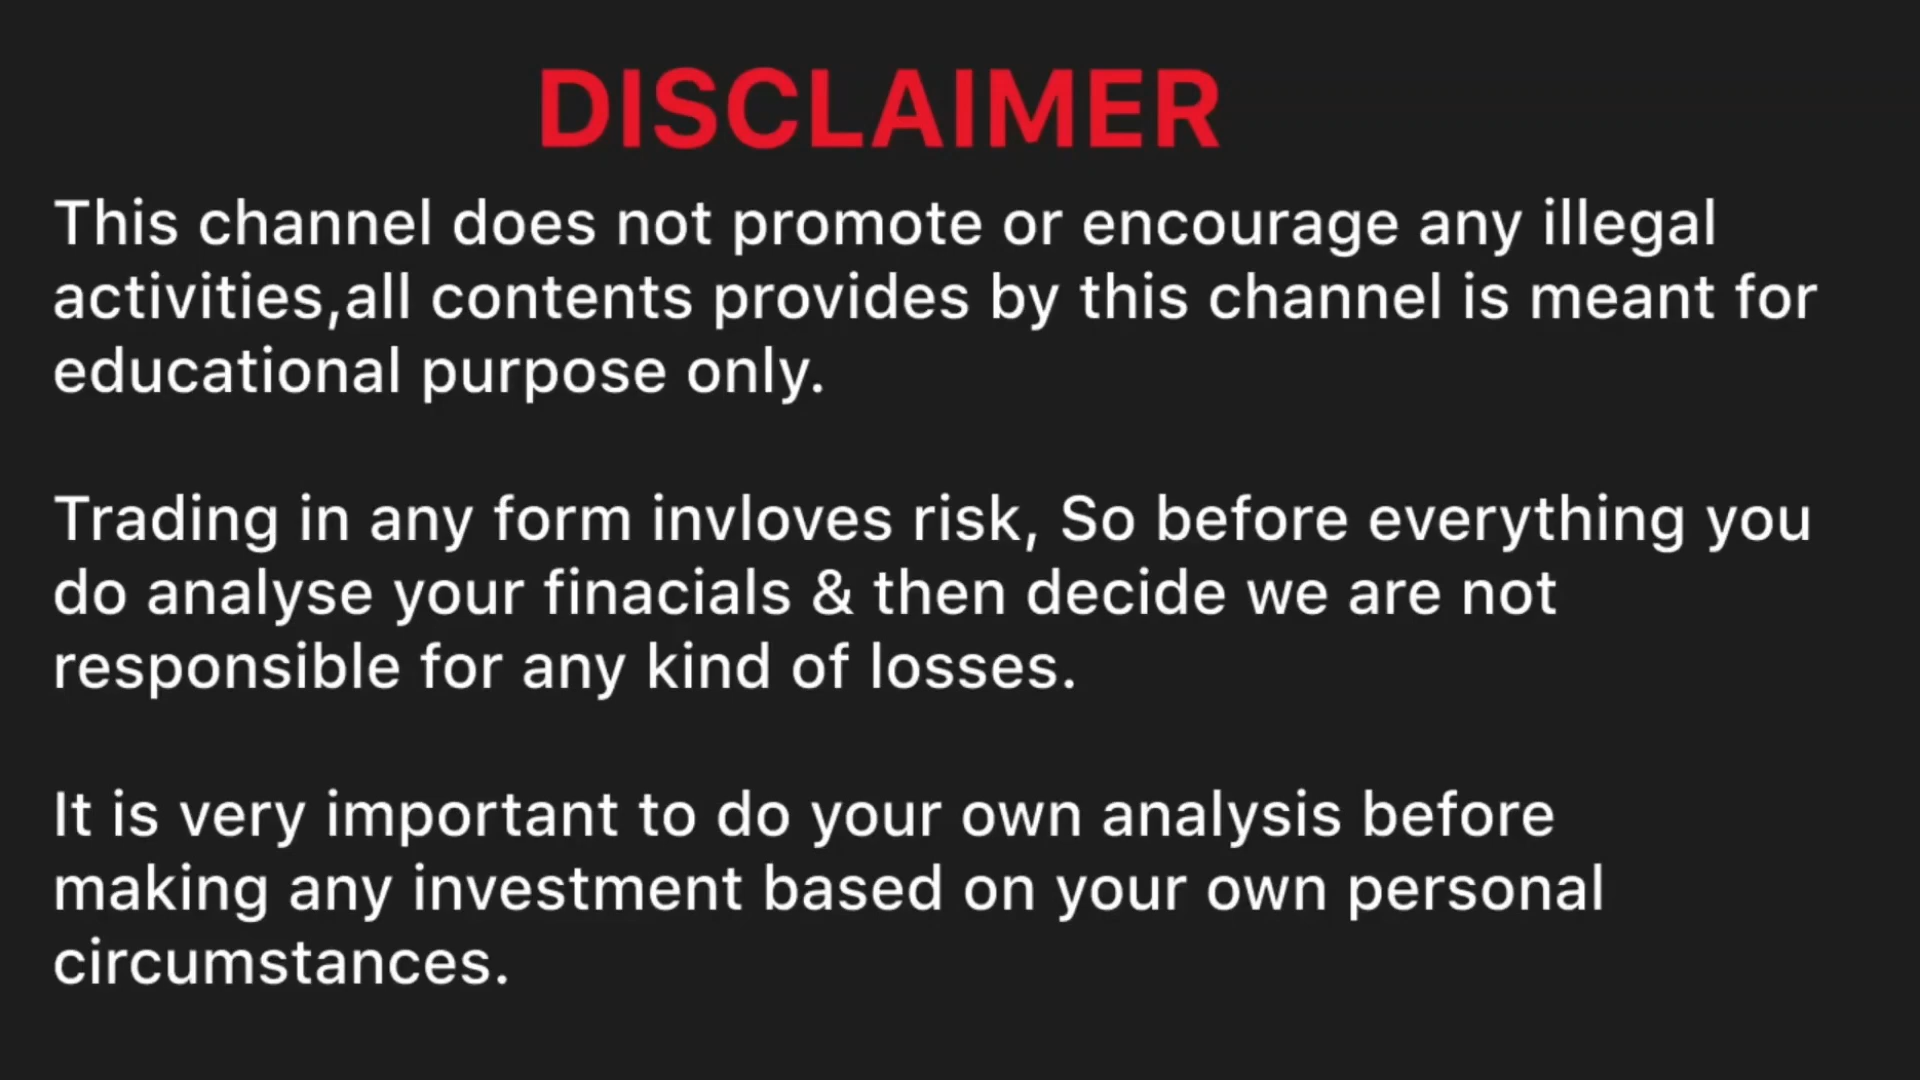 DISCLAIMER
This channel does not promote or encourage any illegal
activities,all contents provides by this channel is meant for
educational purpose only.
Trading in any form invloves risk, So before everything you
do analyse your finacials & then decide we are not
responsible for any kind of losses.
It is very important to do your own analysis before
making any investment based on your own personal
circumstances.